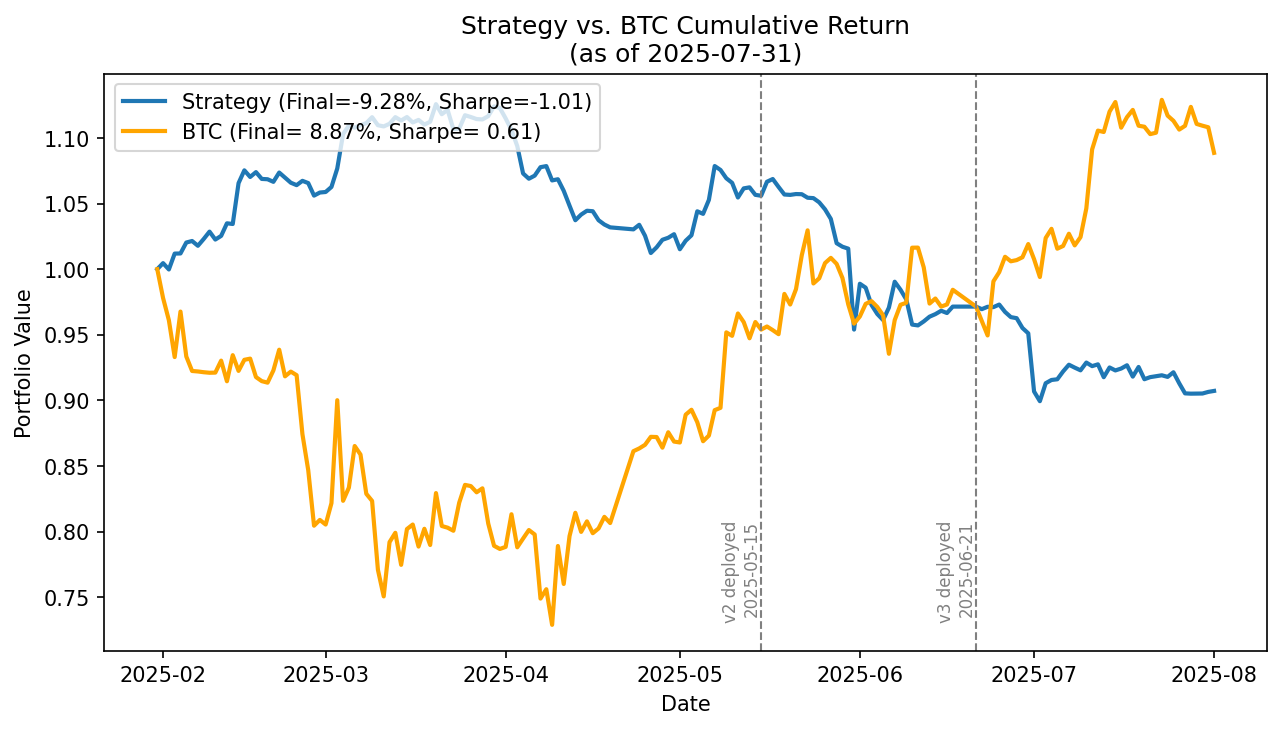 Strategy vs. BTC Cumulative Return
(as of 2025-07-31)
Strategy (Final=-9.28%, Sharpe=-1.01)
BTC (Final= 8.87%, Sharpe= 0.61)
Portfolio Value
1.10
1.05
1.00
0.95
0.90
0.85
0.80
0.75
v2 deployed
2025-05-15
v3 deployed
2025-06-21
2025-02
2025-03
2025-04
2025-05
2025-06
2025-07
2025-08
Date